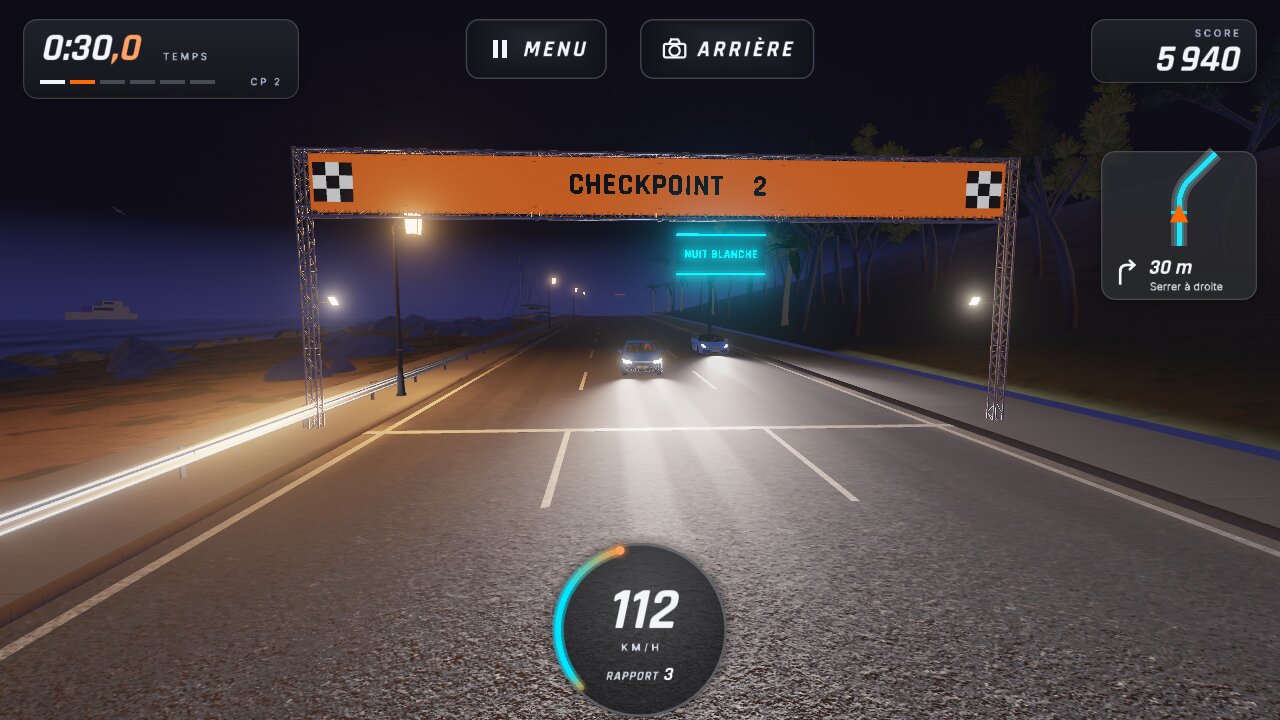 0:30,0 TEMPS
CP 2
MENU
ARRIÈRE
SCORE
5 940
CHECKPOINT 2
NUIT BLANCHE
30 m
Serrer à droite
112
KM/H
RAPPORT 3